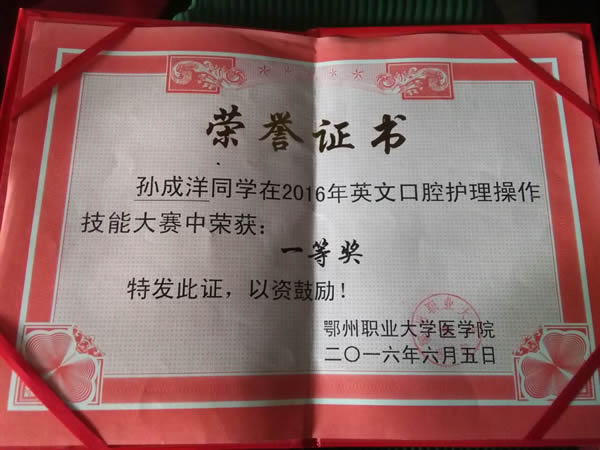 荣誉证书
孙成洋同学在2016年英文口腔护理操作
技能大赛中荣获：
一等奖
特发此证，以资鼓励！
鄂州职业大学医学院
二〇一六年六月五日